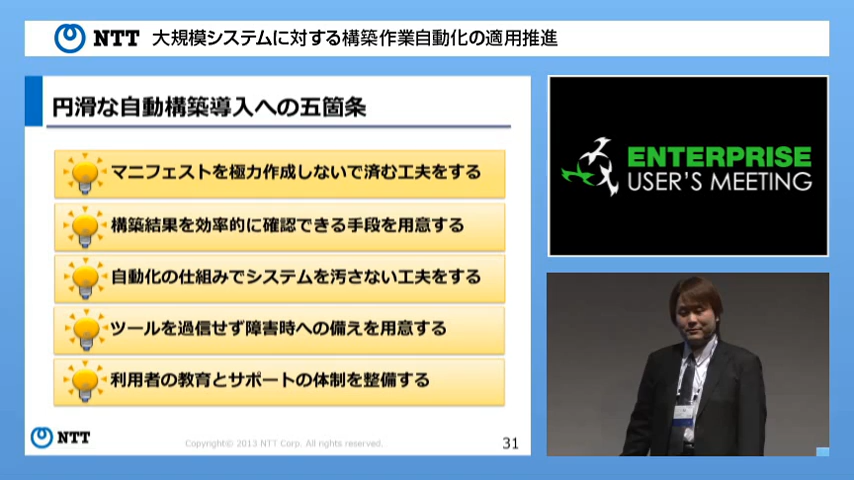 NTT 大規模システムに対する構築作業自動化の適用推進
円滑な自動構築導入への五箇条
マニフェストを極力作成しないで済む工夫をする
構築結果を効率的に確認できる手段を用意する
自動化の仕組みでシステムを汚さない工夫をする
ツールを過信せず障害時への備えを用意する
利用者の教育とサポートの体制を整備する
NTT
Copyright© 2013 NTT Corp. All rights reserved.
31
ENTERPRISE
USER'S MEETING